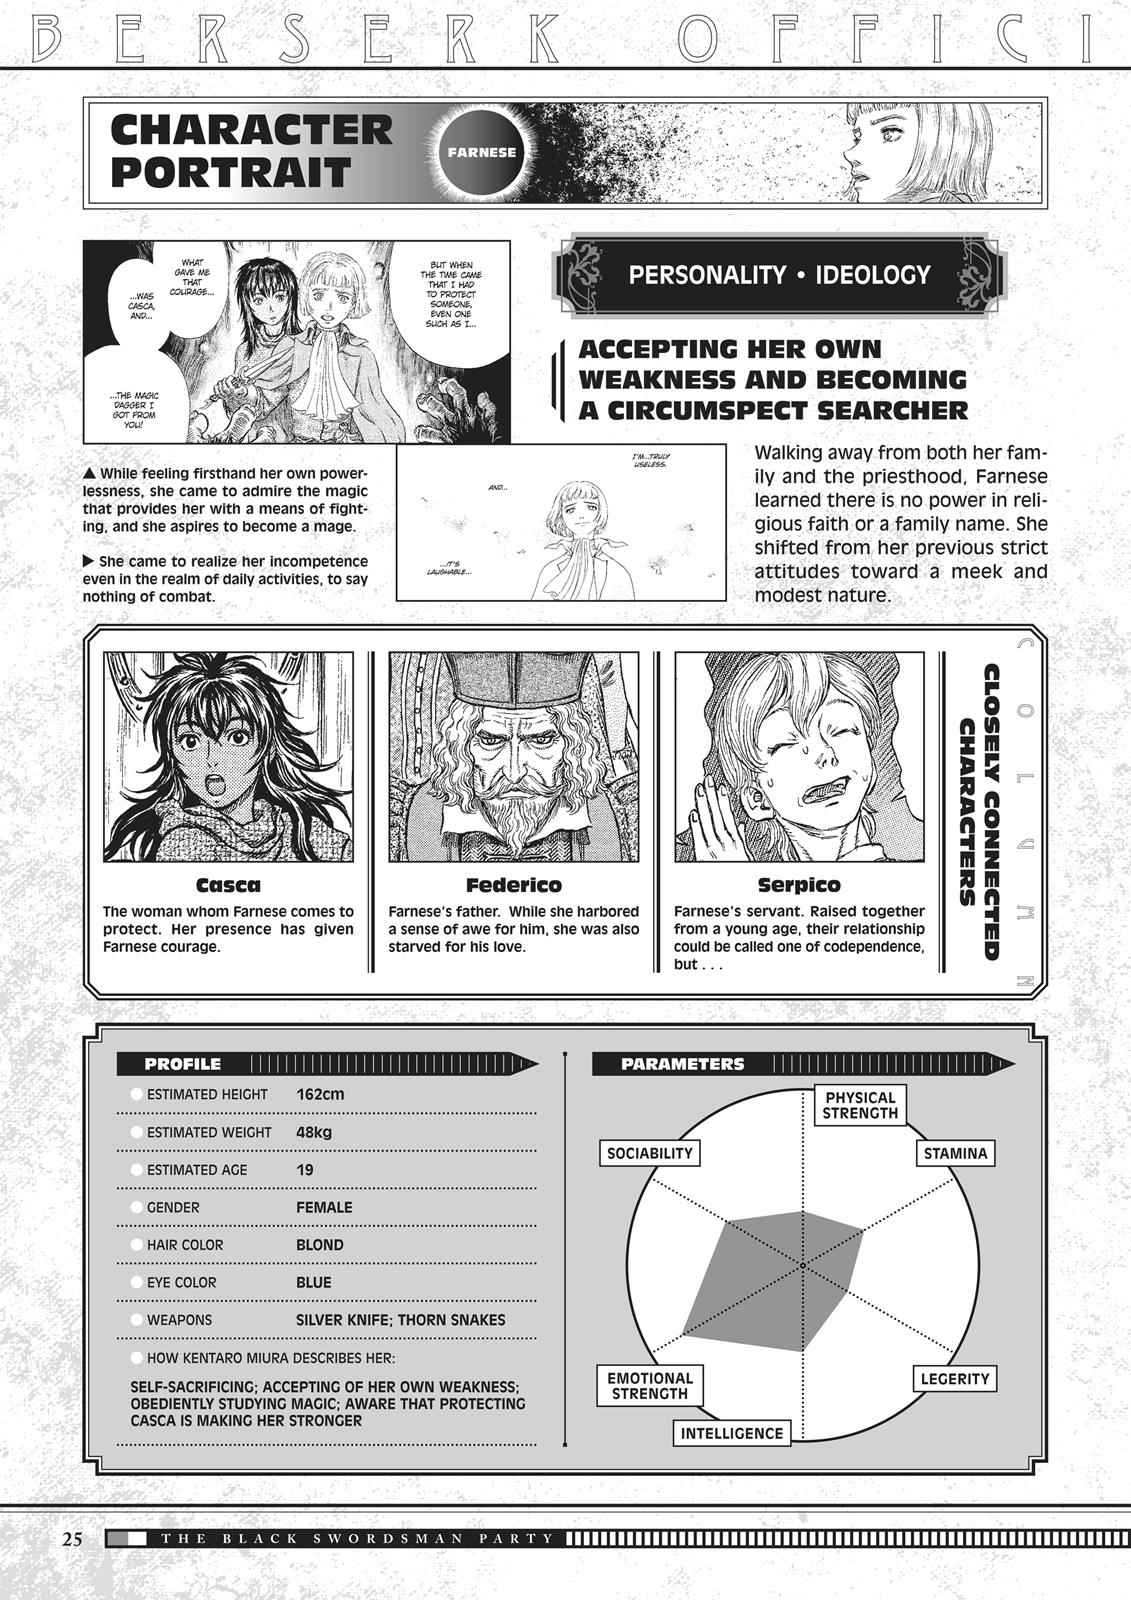 BERSERK OFFICI
CHARACTER
PORTRAIT
FARNESE
WHAT
GAVE ME
THAT
COURAGE...
...WAS
CASCA,
AND...
...THE MAGIC
DAGGER I
GOT FROM
YOU!
BUT WHEN
THE TIME CAME
THAT I HAD
TO PROTECT
SOMEONE,
EVEN ONE
SUCH AS I...
PERSONALITY • IDEOLOGY
ACCEPTING HER OWN
WEAKNESS AND BECOMING
A CIRCUMSPECT SEARCHER
▲ While feeling firsthand her own power-
lessness, she came to admire the magic
that provides her with a means of fight-
ing, and she aspires to become a mage.
▶ She came to realize her incompetence
even in the realm of daily activities, to say
nothing of combat.
I'M...TRULY
USELESS.
AND...
...IT'S
LAUGHABLE...
Walking away from both her fam-
ily and the priesthood, Farnese
learned there is no power in reli-
gious faith or a family name. She
shifted from her previous strict
attitudes toward a meek and
modest nature.
COLVMN
CLOSELY CONNECTED
CHARACTERS
Casca
The woman whom Farnese comes to
protect. Her presence has given
Farnese courage.
Federico
Farnese's father. While she harbored
a sense of awe for him, she was also
starved for his love.
Serpico
Farnese's servant. Raised together
from a young age, their relationship
could be called one of codependence,
but . . .
PROFILE
ESTIMATED HEIGHT 162cm
ESTIMATED WEIGHT 48kg
ESTIMATED AGE 19
GENDER FEMALE
HAIR COLOR BLOND
EYE COLOR BLUE
WEAPONS SILVER KNIFE; THORN SNAKES
HOW KENTARO MIURA DESCRIBES HER:
SELF-SACRIFICING; ACCEPTING OF HER OWN WEAKNESS;
OBEDIENTLY STUDYING MAGIC; AWARE THAT PROTECTING
CASCA IS MAKING HER STRONGER
PARAMETERS
PHYSICAL
STRENGTH
SOCIABILITY
STAMINA
EMOTIONAL
STRENGTH
LEGERITY
INTELLIGENCE
25
THE BLACK SWORDSMAN PARTY